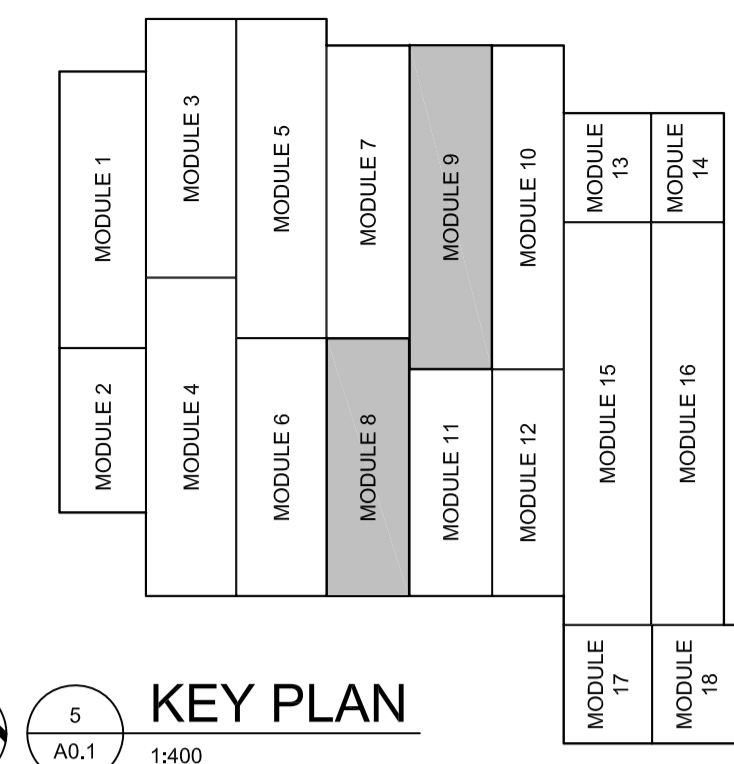 MODULE 1
MODULE 2
MODULE 3
MODULE 4
MODULE 5
MODULE 6
MODULE 7
MODULE 8
MODULE 9
MODULE 10
MODULE 11
MODULE 12
MODULE
13
MODULE
14
MODULE 15
MODULE 16
MODULE
17
MODULE
18
5
A0.1
KEY PLAN
1:400